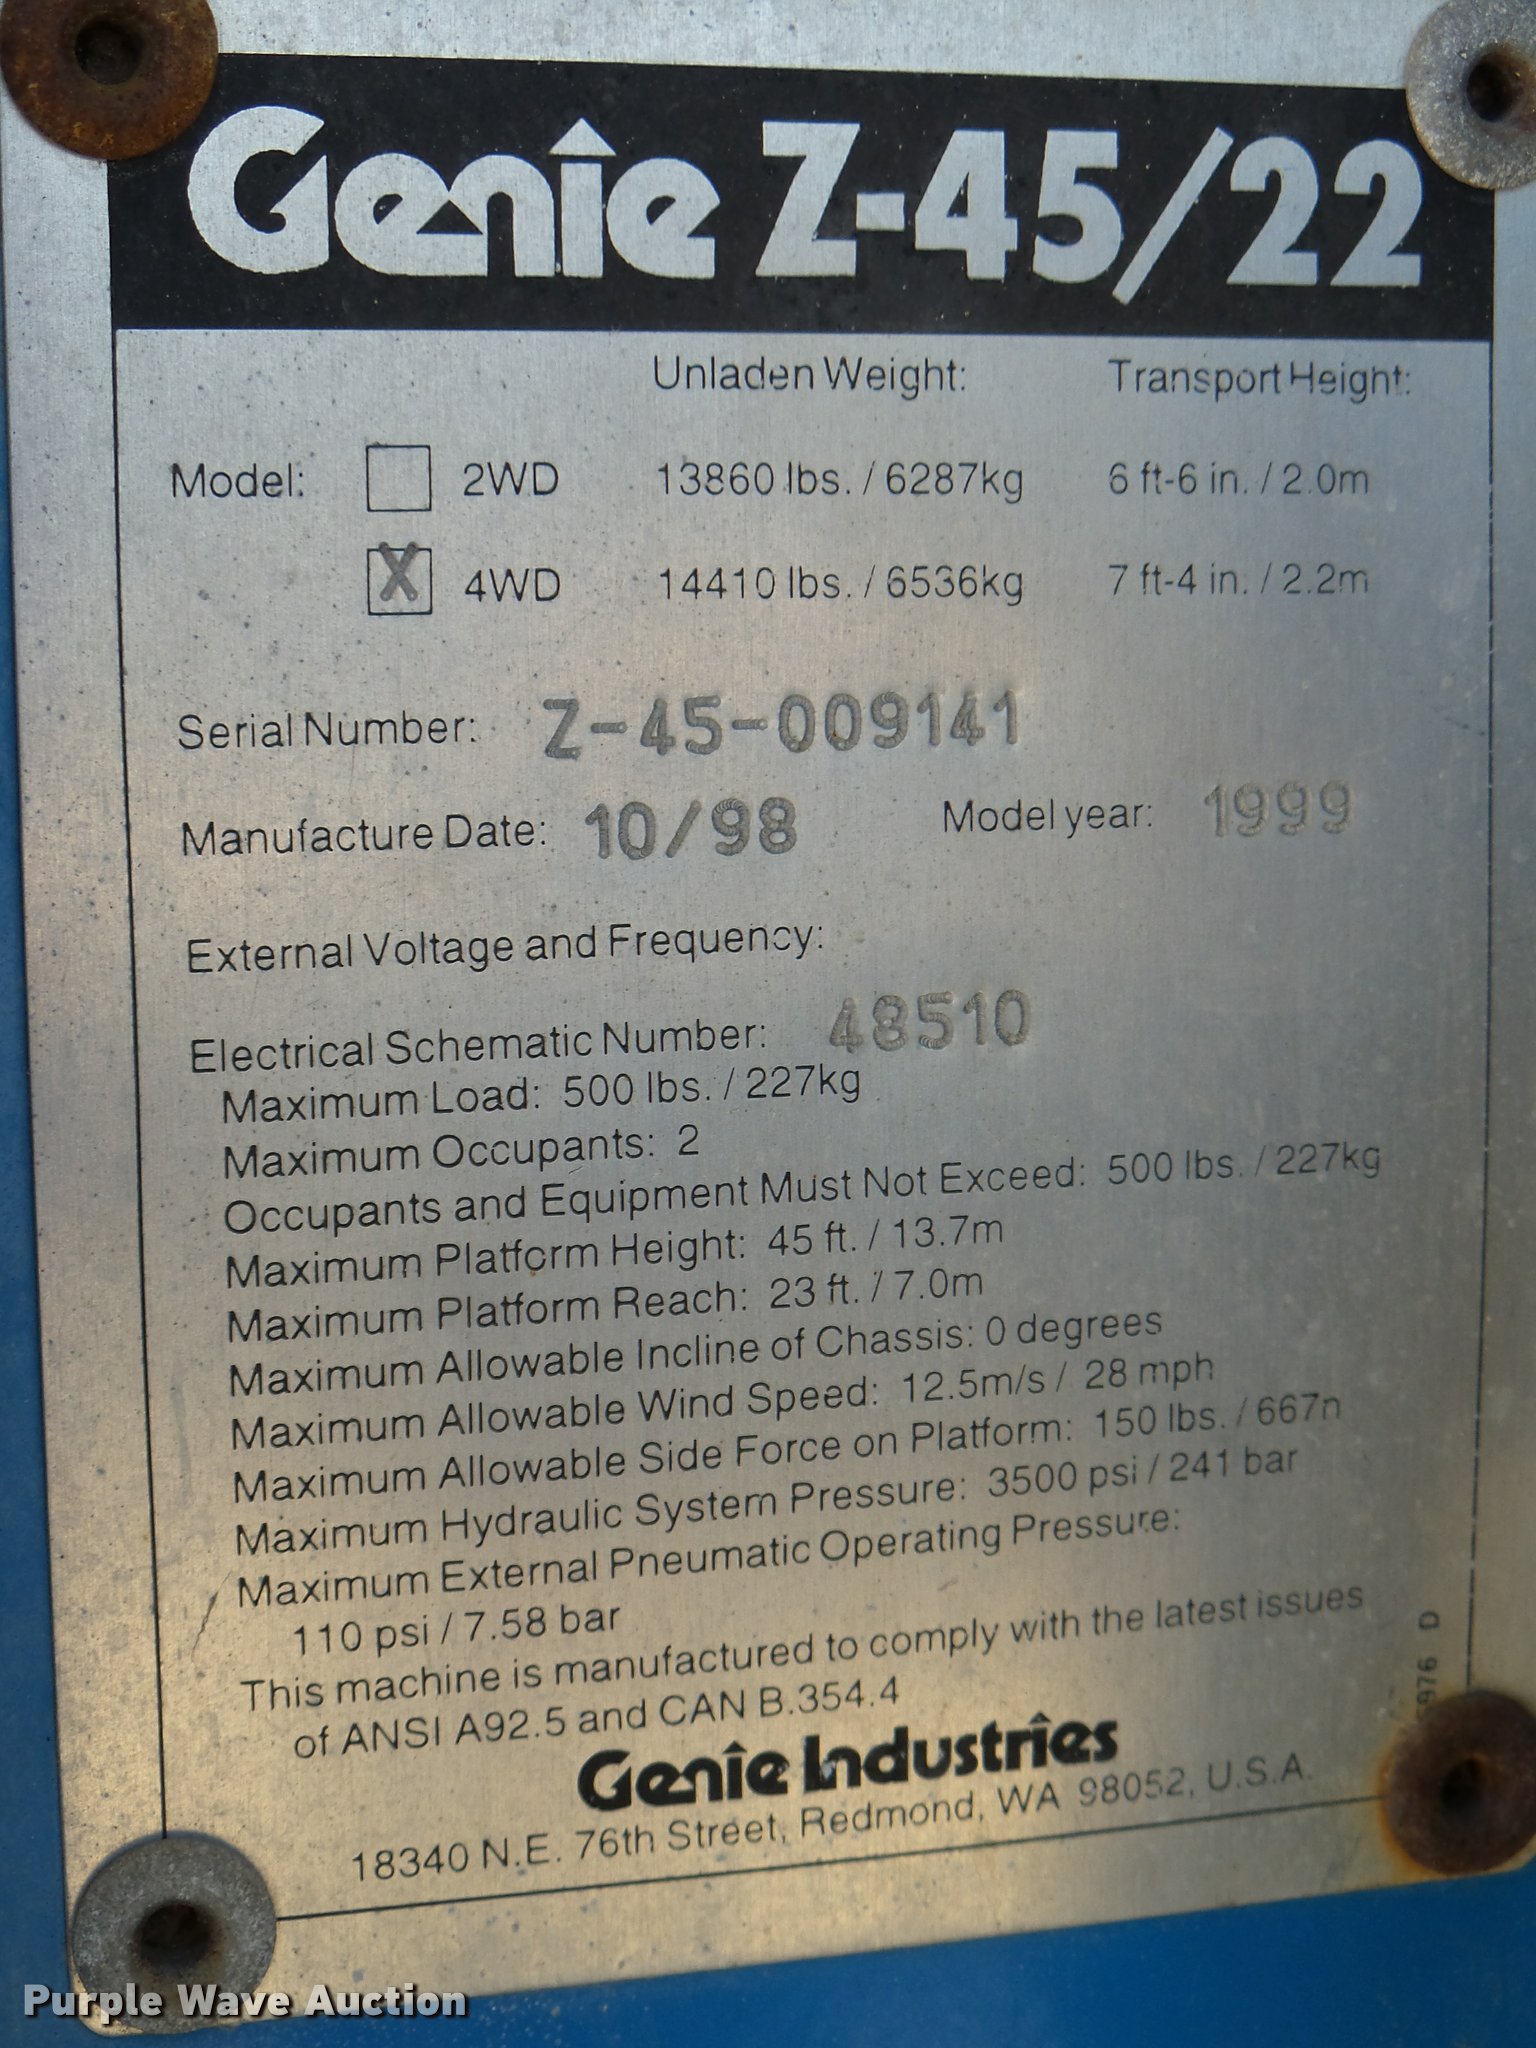 Genie Z-45/22
Unladen Weight: Transport Height:
Model: 2WD 13860 lbs. / 6287kg 6 ft-6 in. / 2.0m
X 4WD 14410 lbs. / 6536kg 7 ft-4 in. / 2.2m
Serial Number: Z-45-009141
Manufacture Date: 10/98 Model year: 1999
External Voltage and Frequency:
Electrical Schematic Number: 48510
Maximum Load: 500 lbs. / 227kg
Maximum Occupants: 2
Occupants and Equipment Must Not Exceed: 500 lbs. / 227kg
Maximum Platform Height: 45 ft. / 13.7m
Maximum Platform Reach: 23 ft. / 7.0m
Maximum Allowable Incline of Chassis: 0 degrees
Maximum Allowable Wind Speed: 12.5m/s / 28 mph
Maximum Allowable Side Force on Platform: 150 lbs. / 667n
Maximum Hydraulic System Pressure: 3500 psi / 241 bar
Maximum External Pneumatic Operating Pressure:
110 psi / 7.58 bar
This machine is manufactured to comply with the latest issues
of ANSI A92.5 and CAN B.354.4
Genie Industries
18340 N.E. 76th Street, Redmond, WA 98052, U.S.A.
D
Purple Wave Auction